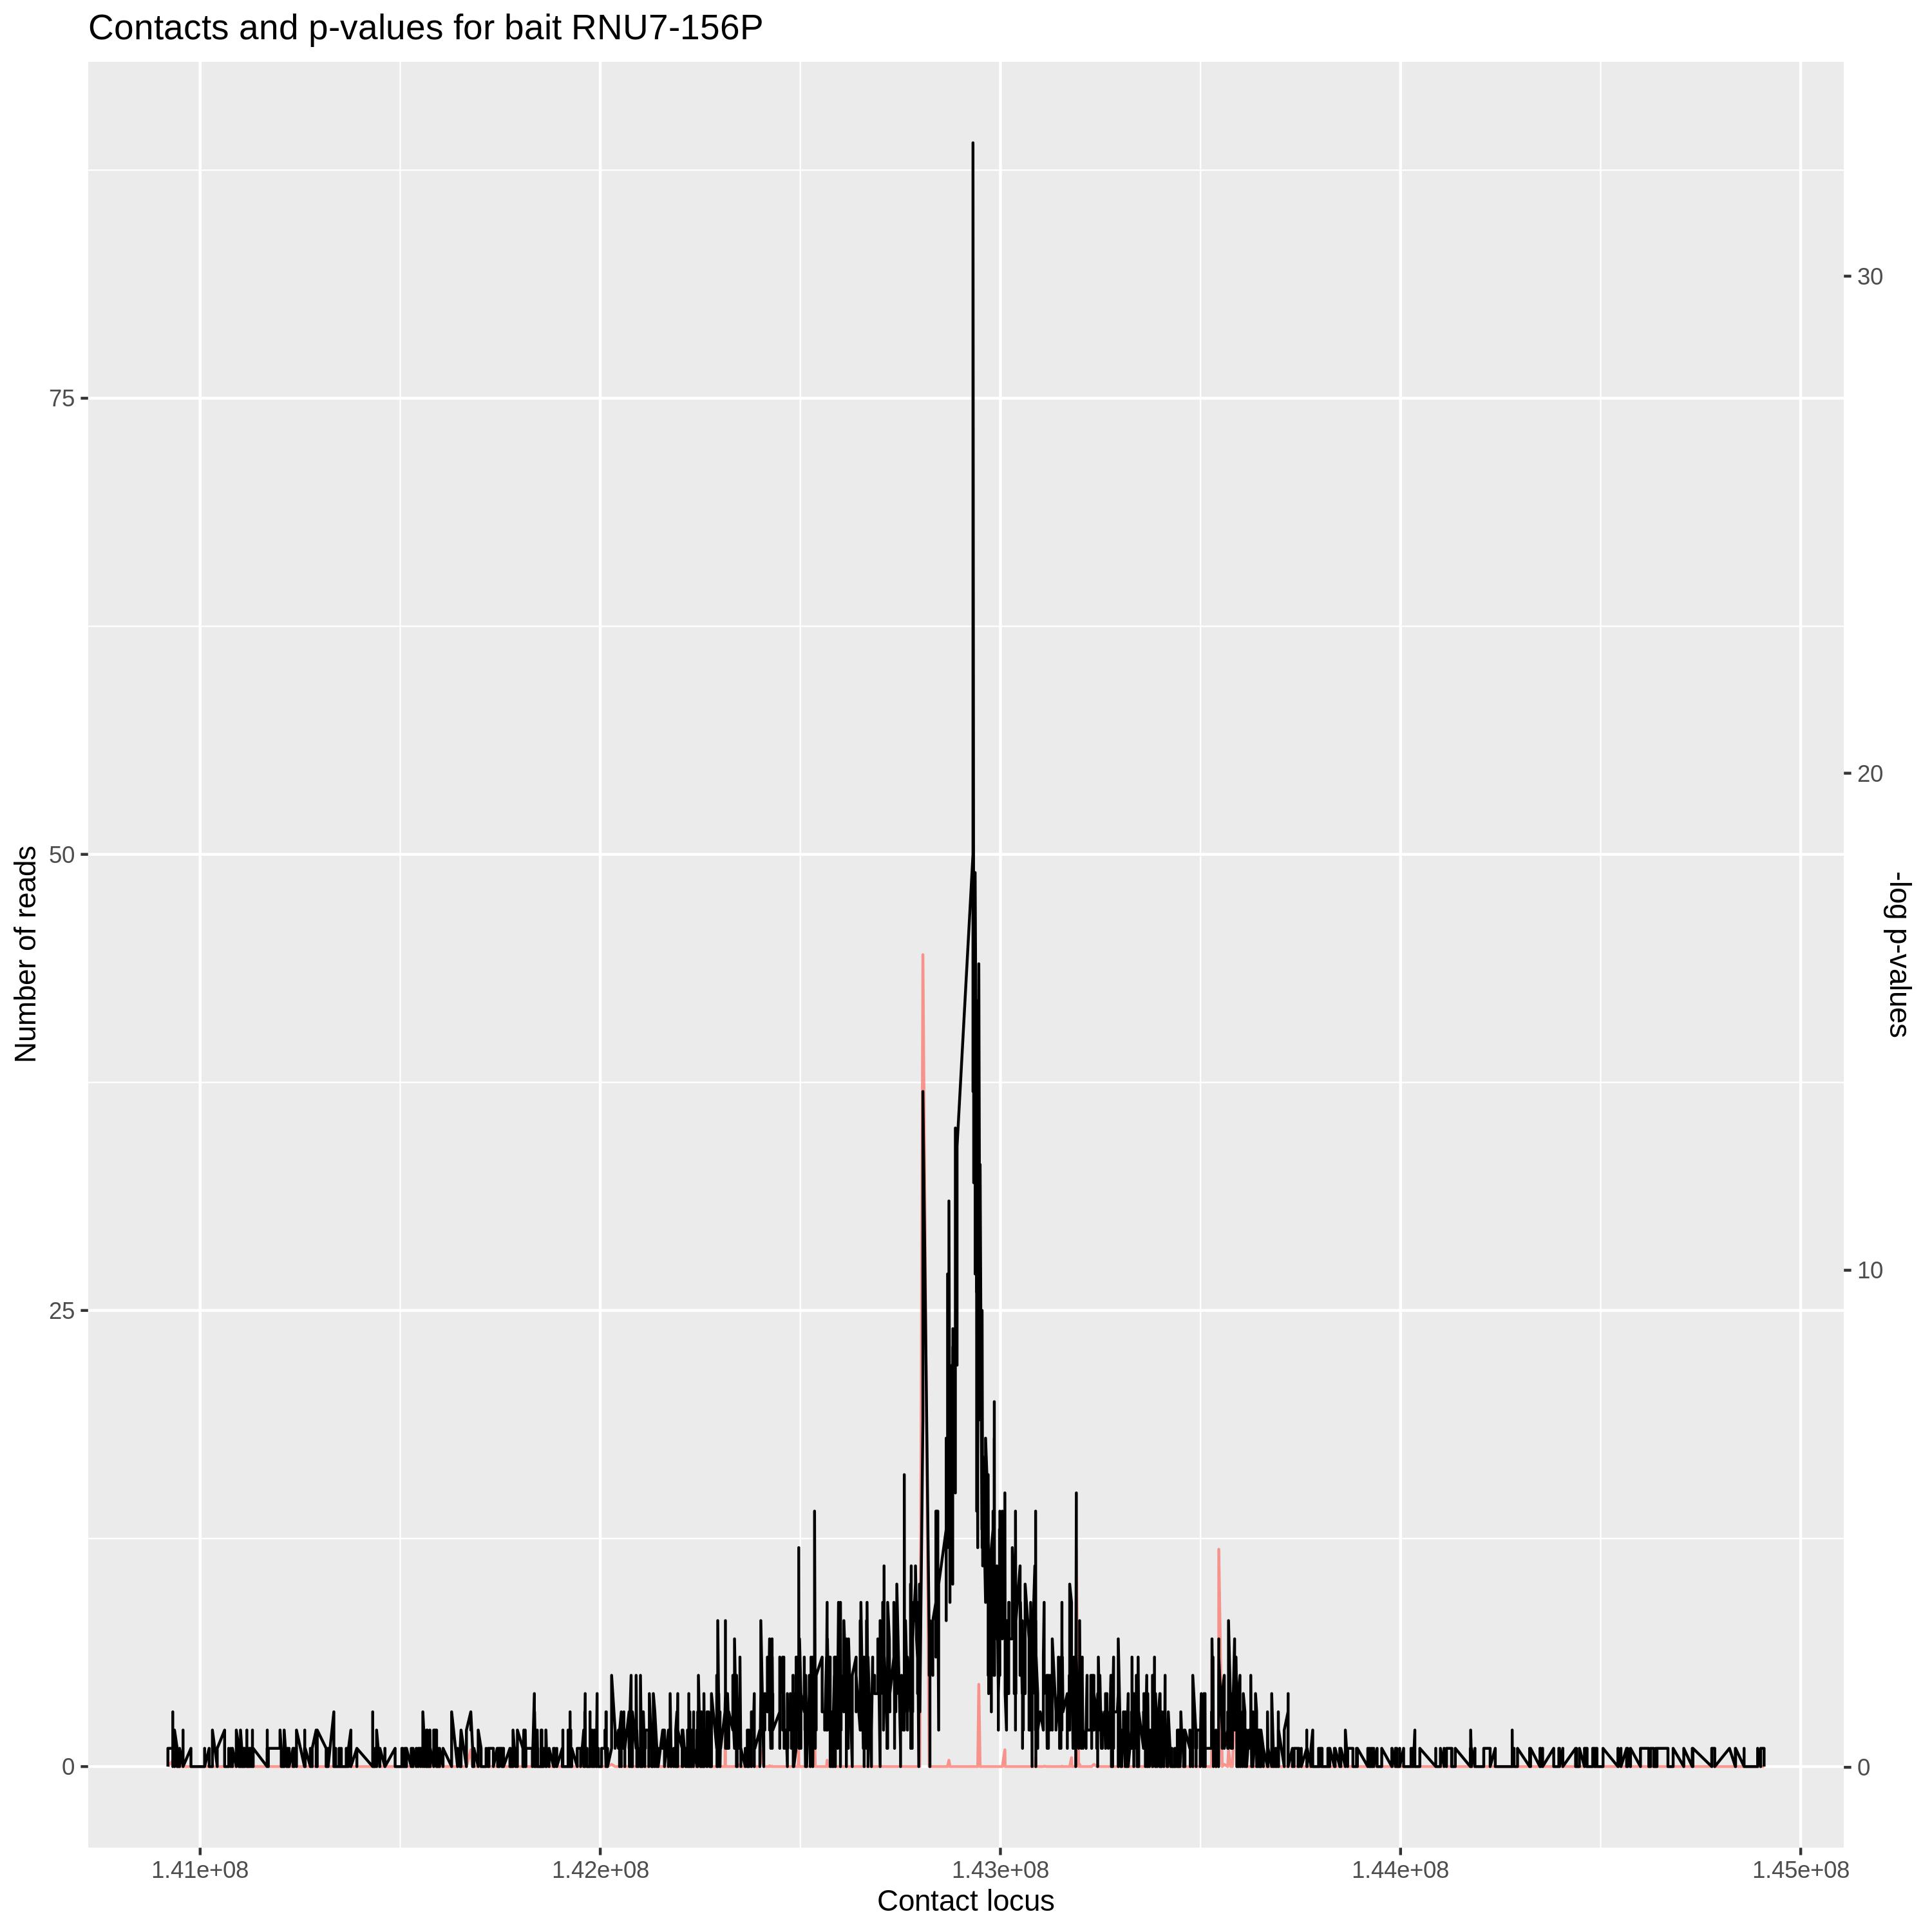 Contacts and p-values for bait RNU7-156P
Number of reads
75
50
25
0
30
20
10
0
-log p-values
1.41e+08 1.42e+08 1.43e+08 1.44e+08 1.45e+08
Contact locus